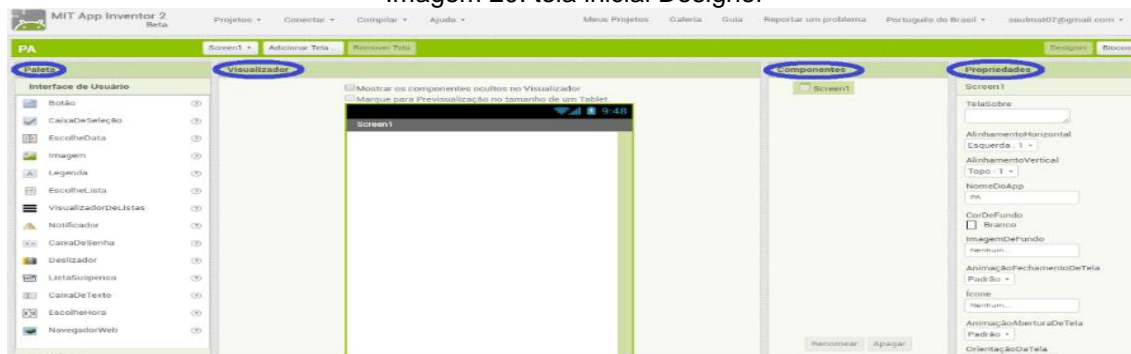 Imagem 20: tela inicial Designer
MIT App Inventor 2
Beta
Projetos Conectar Compilar Ajuda
Meus Projetos Galeria Guia Reportar um problema Português do Brasil saulmat07@gmail.com
PA
Screen1 Adicionar Tela ... Remover Tela
Designer Blocos
Paleta
Interface de Usuário
Botão
CaixaDeSeleção
EscolheData
Imagem
Legenda
EscolheLista
VisualizadorDeListas
Notificador
CaixaDeSenha
Deslizador
ListaSuspensa
CaixaDeTexto
EscolheHora
NavegadorWeb
Visualizador
Mostrar os componentes ocultos no Visualizador
Marque para Previsualização no tamanho de um Tablet.
9:48
Screen1
Componentes
Screen1
Renomear Apagar
Propriedades
Screen1
TelaSobre
AlinhamentoHorizontal
Esquerda : 1
AlinhamentoVertical
Topo : 1
NomeDoApp
PA
CorDeFundo
Branco
ImagemDeFundo
Nenhum...
AnimaçãoFechamentoDeTela
Padrão
Ícone
Nenhum...
AnimaçãoAberturaDeTela
Padrão
OrientaçãoDaTela